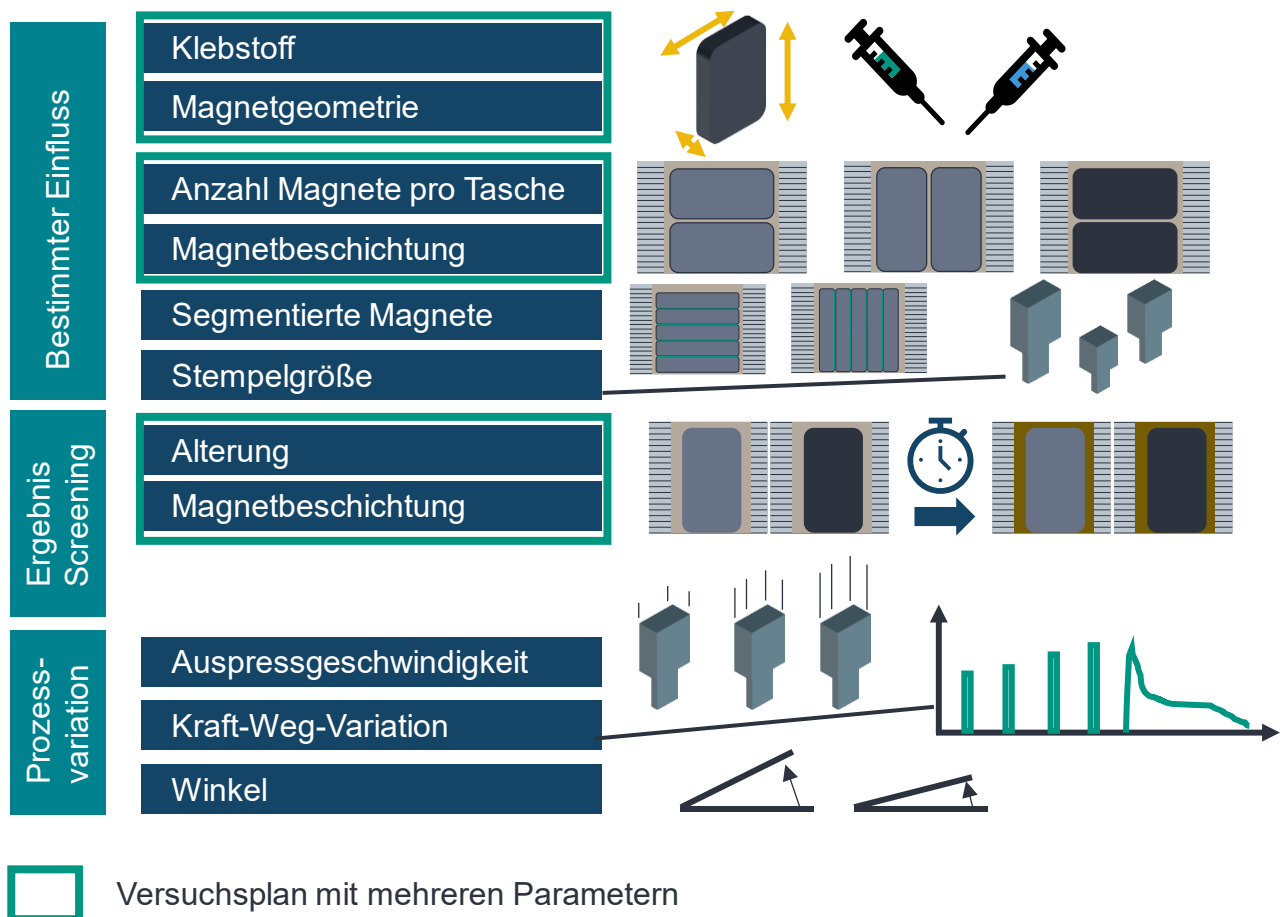 Bestimmter Einfluss
Klebstoff
Magnetgeometrie
Anzahl Magnete pro Tasche
Magnetbeschichtung
Segmentierte Magnete
Stempelgröße
Ergebnis
Screening
Alterung
Magnetbeschichtung
Prozess-
variation
Auspressgeschwindigkeit
Kraft-Weg-Variation
Winkel
Versuchsplan mit mehreren Parametern